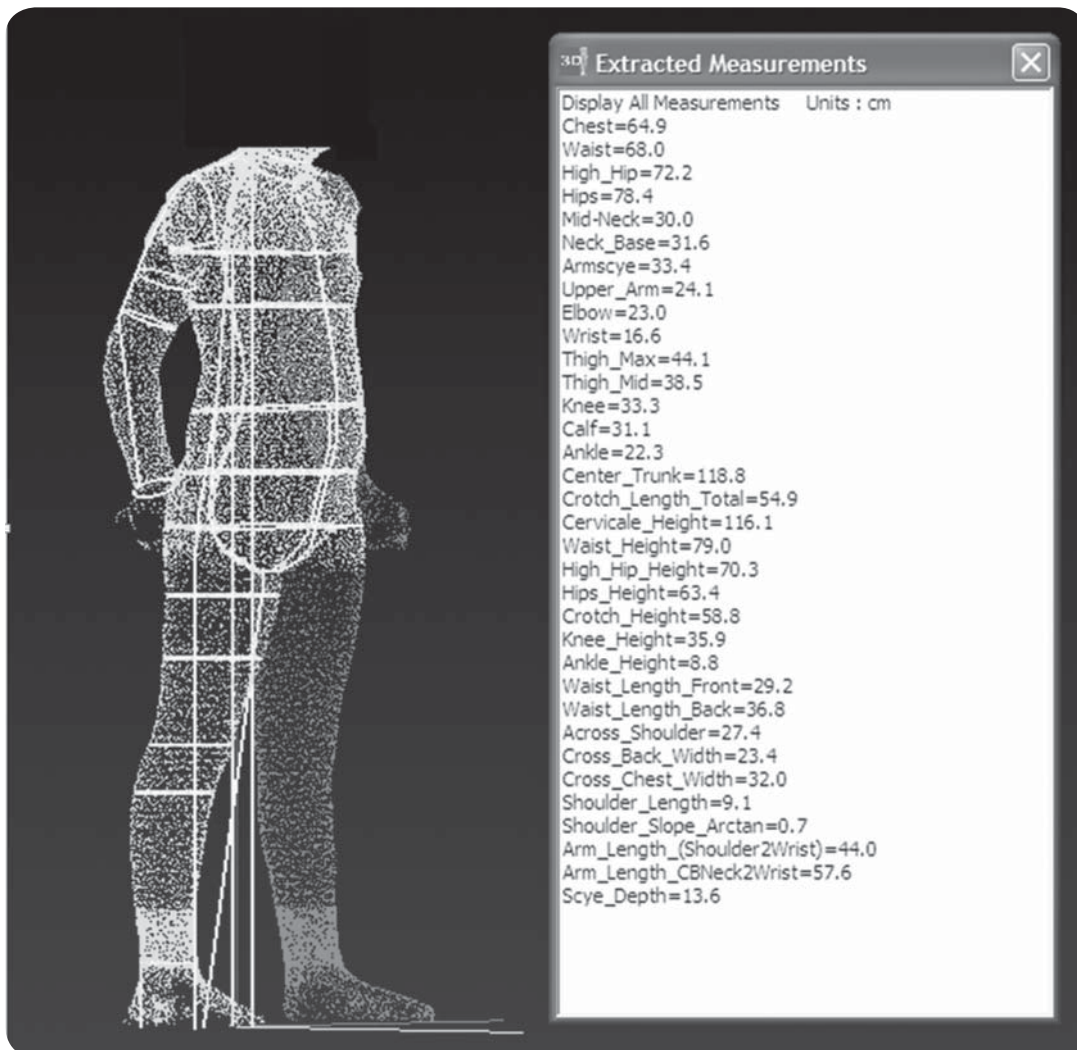 3D Extracted Measurements
Display All Measurements Units : cm
Chest=64.9
Waist=68.0
High_Hip=72.2
Hips=78.4
Mid-Neck=30.0
Neck_Base=31.6
Armscye=33.4
Upper_Arm=24.1
Elbow=23.0
Wrist=16.6
Thigh_Max=44.1
Thigh_Mid=38.5
Knee=33.3
Calf=31.1
Ankle=22.3
Center_Trunk=118.8
Crotch_Length_Total=54.9
Cervicale_Height=116.1
Waist_Height=79.0
High_Hip_Height=70.3
Hips_Height=63.4
Crotch_Height=58.8
Knee_Height=35.9
Ankle_Height=8.8
Waist_Length_Front=29.2
Waist_Length_Back=36.8
Across_Shoulder=27.4
Cross_Back_Width=23.4
Cross_Chest_Width=32.0
Shoulder_Length=9.1
Shoulder_Slope_Arctan=0.7
Arm_Length_(Shoulder2Wrist)=44.0
Arm_Length_CBNeck2Wrist=57.6
Scye_Depth=13.6